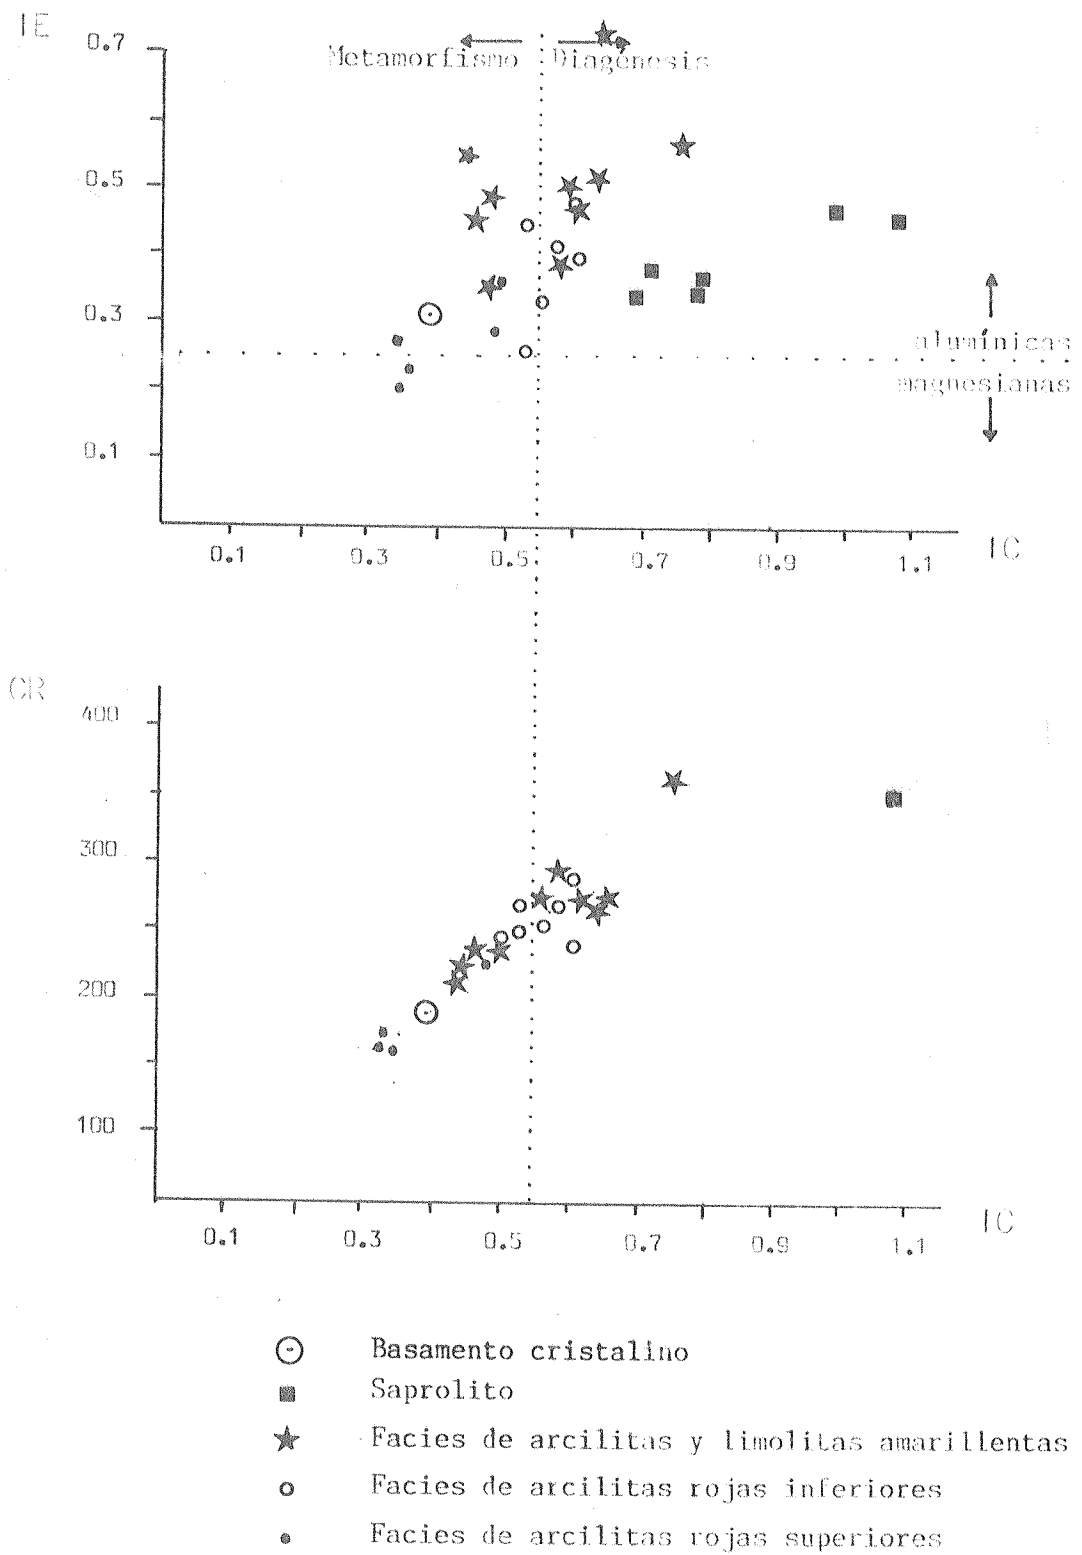 IE
0.7
Metamorfismo Diagénesis
0.5
0.3
alumínicas
magnesianas
0.1
0.1 0.3 0.5 0.7 0.9 1.1 IC
CR
400
300
200
100
0.1 0.3 0.5 0.7 0.9 1.1 IC
Basamento cristalino
Saprolito
Facies de arcilitas y limolitas amarillentas
Facies de arcilitas rojas inferiores
Facies de arcilitas rojas superiores